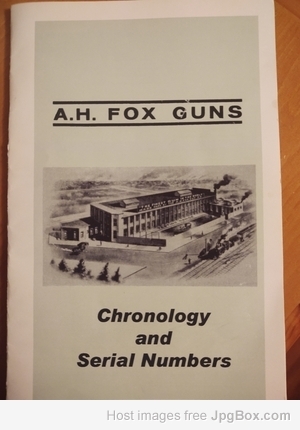 A.H. FOX GUNS
Chronology
and
Serial Numbers
Host images free JpgBox.com